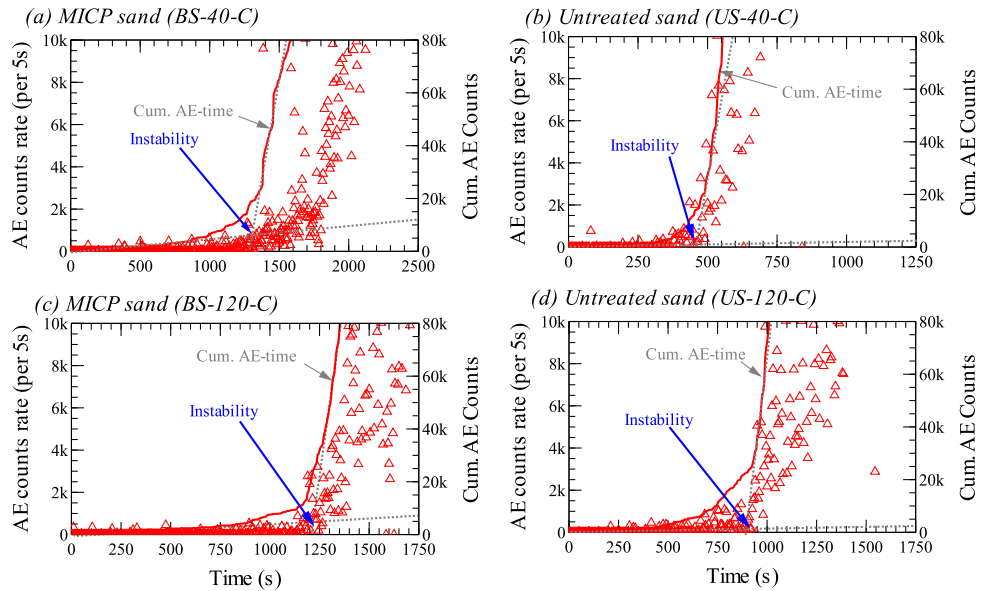 (a) MICP sand (BS-40-C)
AE counts rate (per 5s)
10k
8k
6k
4k
2k
0
80k
60k
40k
20k
0
Cum. AE Counts
Cum. AE-time
Instability
0 500 1000 1500 2000 2500
(b) Untreated sand (US-40-C)
AE counts rate (per 5s)
10k
8k
6k
4k
2k
0
80k
60k
40k
20k
0
Cum. AE Counts
Cum. AE-time
Instability
0 250 500 750 1000 1250
(c) MICP sand (BS-120-C)
AE counts rate (per 5s)
10k
8k
6k
4k
2k
0
80k
60k
40k
20k
0
Cum. AE Counts
Cum. AE-time
Instability
0 250 500 750 1000 1250 1500 1750
Time (s)
(d) Untreated sand (US-120-C)
AE counts rate (per 5s)
10k
8k
6k
4k
2k
0
80k
60k
40k
20k
0
Cum. AE Counts
Cum. AE-time
Instability
0 250 500 750 1000 1250 1500 1750
Time (s)